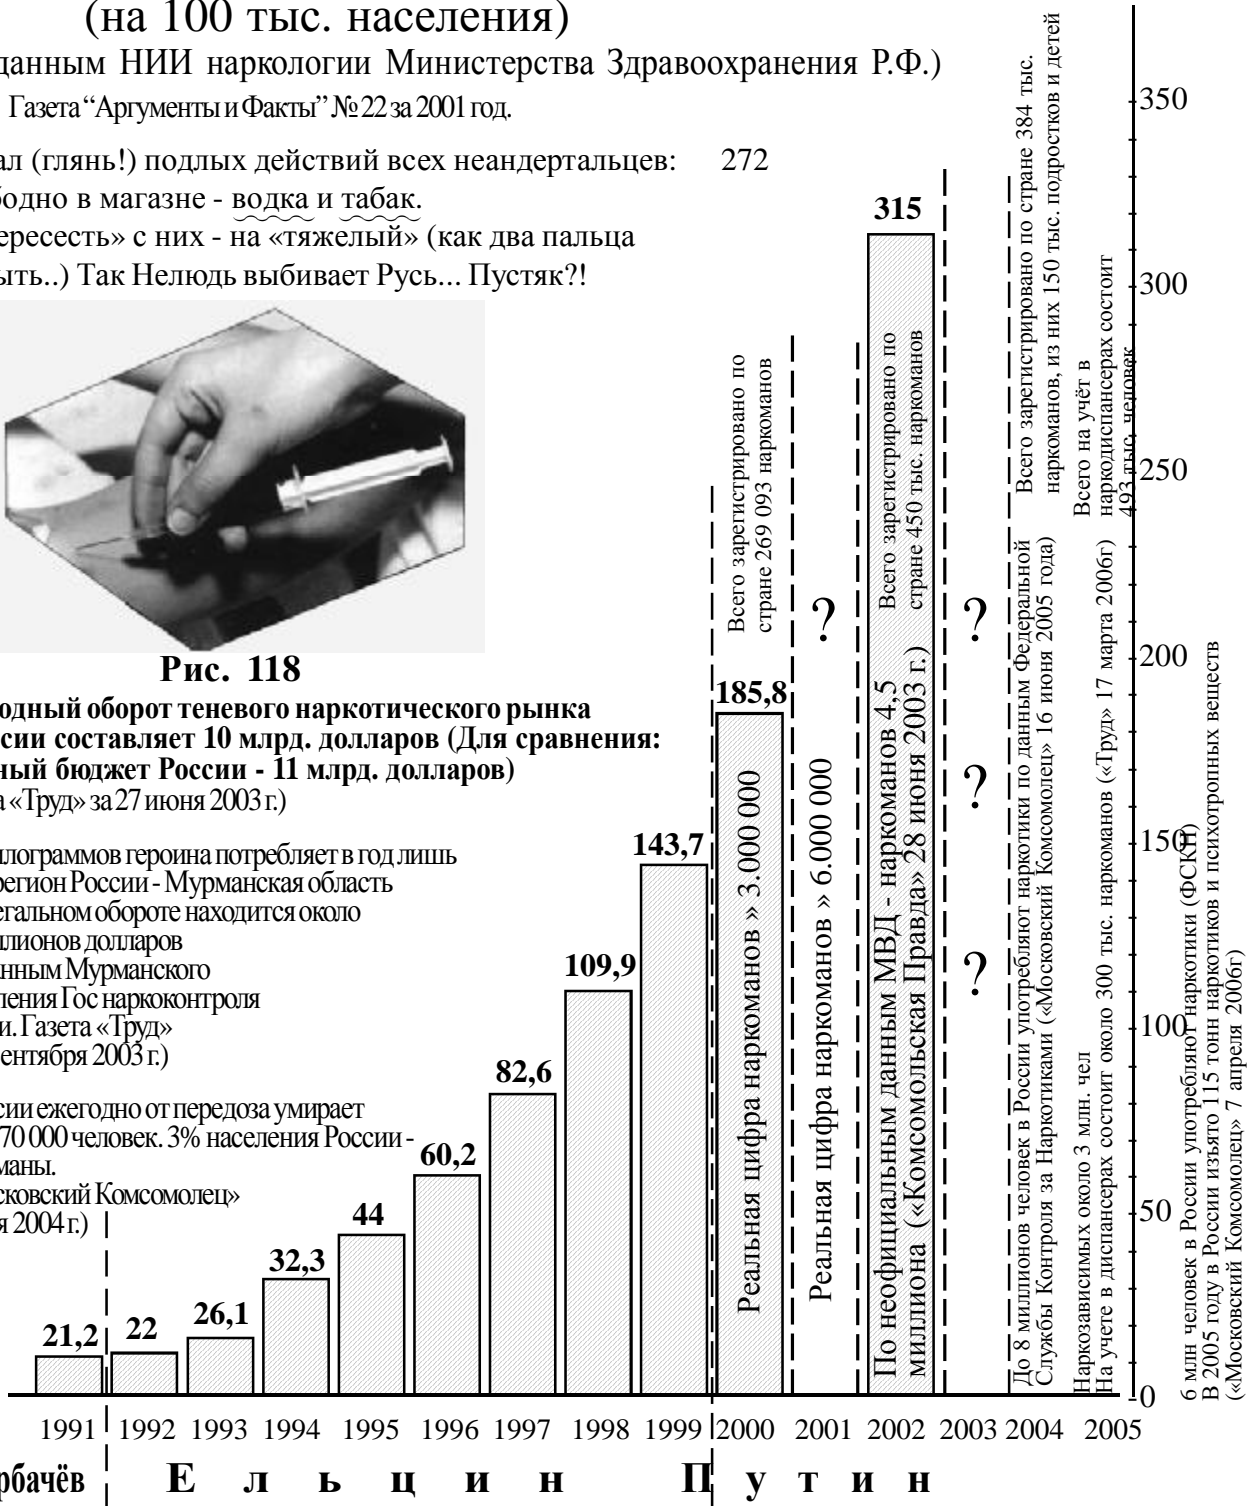 (на 100 тыс. населения)
данным НИИ наркологии Министерства Здравоохранения Р.Ф.)
Газета “Аргументы и Факты” № 22 за 2001 год.
ал (глянь!) подлых действий всех неандертальцев:
272
бодно в магазне - водка и табак.
ересесть» с них - на «тяжелый» (как два пальца
ыть..) Так Нелюдь выбивает Русь... Пустяк?!
Рис. 118
одный оборот теневого наркотического рынка
сии составляет 10 млрд. долларов (Для сравнения:
ный бюджет России - 11 млрд. долларов)
а «Труд» за 27 июня 2003 г.)
илограммов героина потребляет в год лишь
регион России - Мурманская область
егальном обороте находится около
ллионов долларов
анным Мурманского
ления Гос наркоконтроля
и. Газета «Труд»
сентября 2003 г.)
сии ежегодно от передоза умирает
70 000 человек. 3% населения России -
маны.
сковский Комсомолец»
я 2004 г.)
21,2
22
26,1
32,3
44
60,2
82,6
109,9
143,7
185,8
315
Всего зарегистрировано по
стране 269 093 наркоманов
Реальная цифра наркоманов » 3.000 000
?
Реальная цифра наркоманов » 6.000 000
Всего зарегистрировано по
стране 450 тыс. наркоманов
По неофициальным данным МВД - наркоманов 4,5
миллиона («Комсомольская Правда» 28 июня 2003 г.)
?
?
?
Всего зарегистрировано по стране 384 тыс.
наркоманов, из них 150 тыс. подростков и детей
До 8 миллионов человек в России употребляют наркотики по данным Федеральной
Службы Контроля за Наркотиками («Московский Комсомолец» 16 июня 2005 года)
Всего на учёт в
наркодиспансерах состоит
493 тыс. человек
Наркозависимых около 3 млн. чел
На учете в диспансерах состоит около 300 тыс. наркоманов («Труд» 17 марта 2006г)
6 млн человек в России употребляют наркотики (ФСКН)
В 2005 году в России изъято 115 тонн наркотиков и психотропных веществ
(«Московский Комсомолец» 7 апреля 2006г)
350
300
250
200
150
100
50
0
1991 1992 1993 1994 1995 1996 1997 1998 1999 2000 2001 2002 2003 2004 2005
рбачёв Ельцин Путин